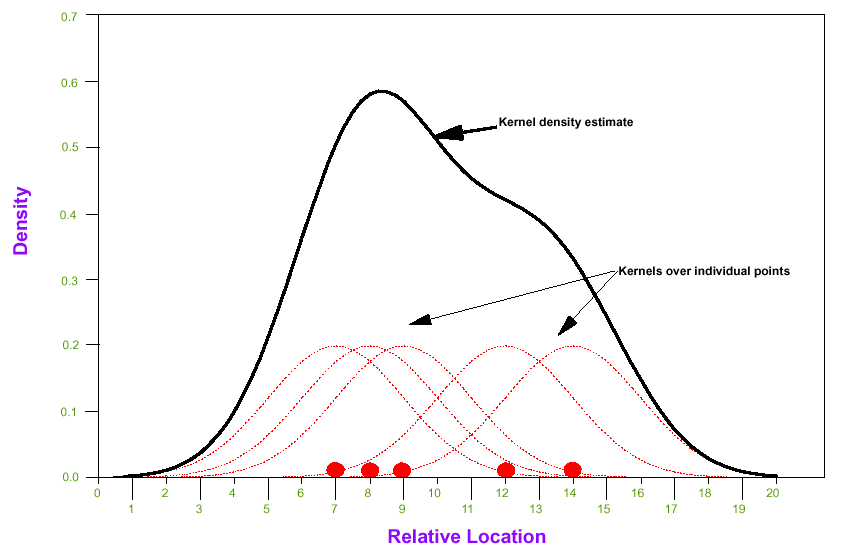 0.7
0.6
Kernel density estimate
0.5
Density
0.4
0.3
Kernels over individual points
0.2
0.1
0.0
0 2 4 6 8 10 12 14 16 18 20
1 3 5 7 9 11 13 15 17 19
Relative Location